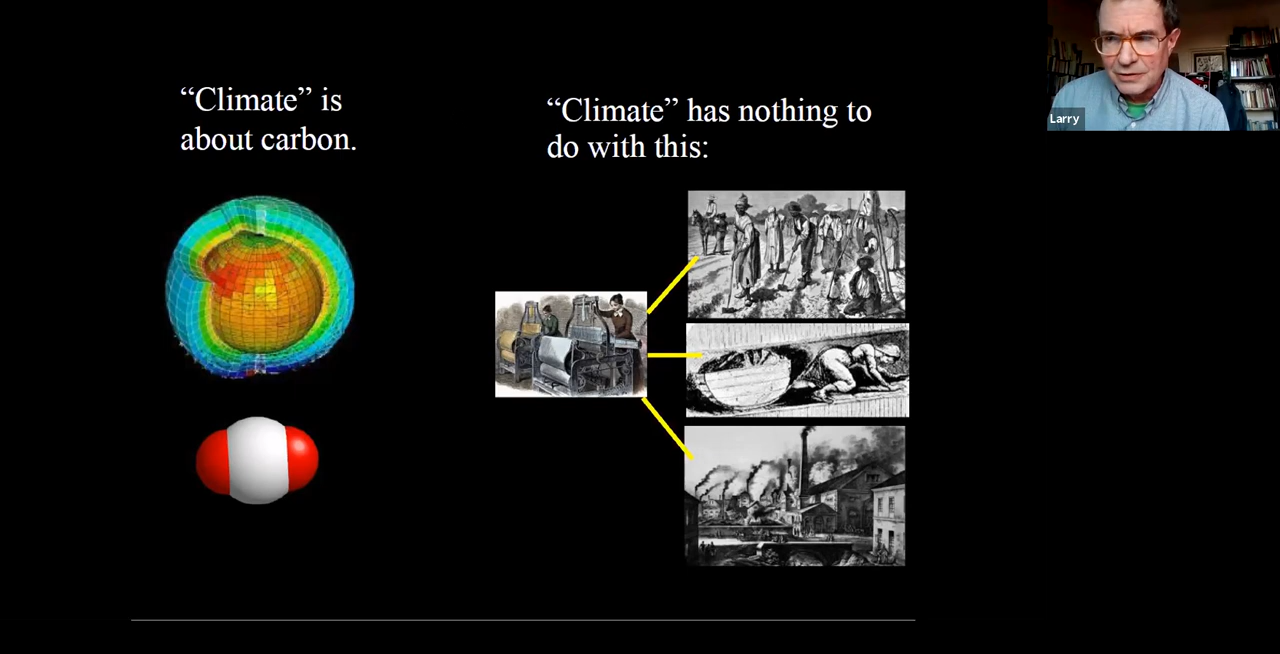 “Climate” is
about carbon.
“Climate” has nothing to
do with this:
Larry